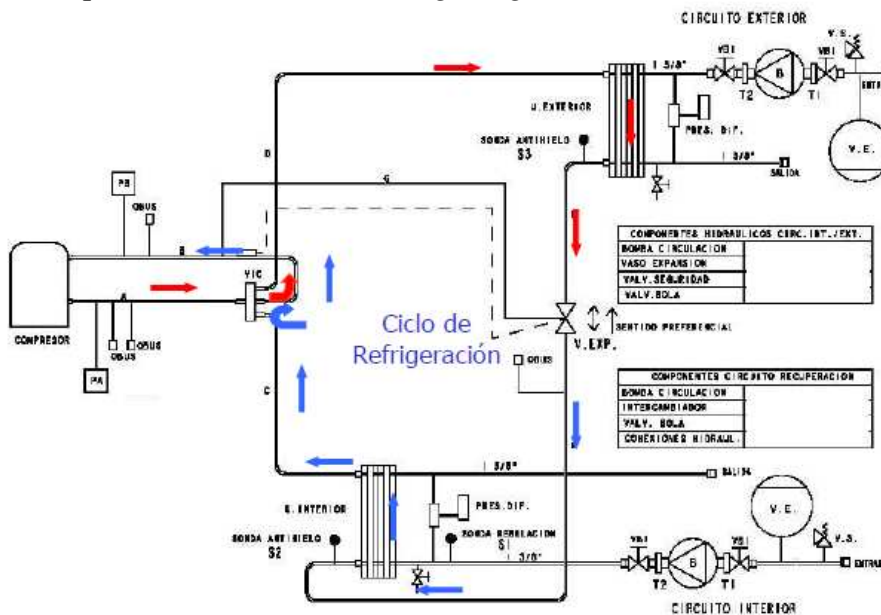 CIRCUITO EXTERIOR
V.S.
VBI
VBI
1 3/8"
B
T2
T1
V.E.
U.EXTERIOR
PRES. DIF.
SONDA ANTIHIELO
S3
1 3/8"
SALIDA
D
G
PB
OBUS
B
VIC
A
COMPRESOR
OBUS
OBUS
PA
C
Ciclo de
Refrigeración
V.EXP.
SENTIDO PREFERENCIAL
OBUS
COMPONENTES HIDRAULICOS CIRC.INT./EXT.
BOMBA CIRCULACION
VASO EXPANSION
VALV.SEGURIDAD
VALV.BOLA
COMPONENTES CIRCUITO RECUPERACION
BOMBA CIRCULACION
INTERCAMBIADOR
VALV. BOLA
CONEXIONES HIDRAUL.
1 3/8"
SALIDA
U.INTERIOR
PRES.DIF.
V.E.
V.S.
SONDA ANTIHIELO
S2
SONDA REGULACION
S1
1 3/8"
VBI
VBI
B
T2
T1
CIRCUITO INTERIOR